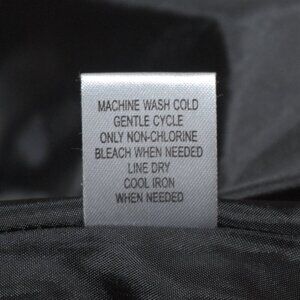 MACHINE WASH COLD
GENTLE CYCLE
ONLY NON-CHLORINE
BLEACH WHEN NEEDED
LINE DRY
COOL IRON
WHEN NEEDED